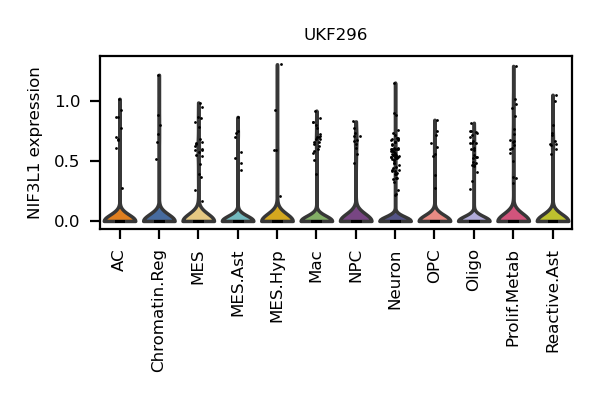 UKF296
NIF3L1 expression
1.0
0.5
0.0
AC
Chromatin.Reg
MES
MES.Ast
MES.Hyp
Mac
NPC
Neuron
OPC
Oligo
Prolif.Metab
Reactive.Ast